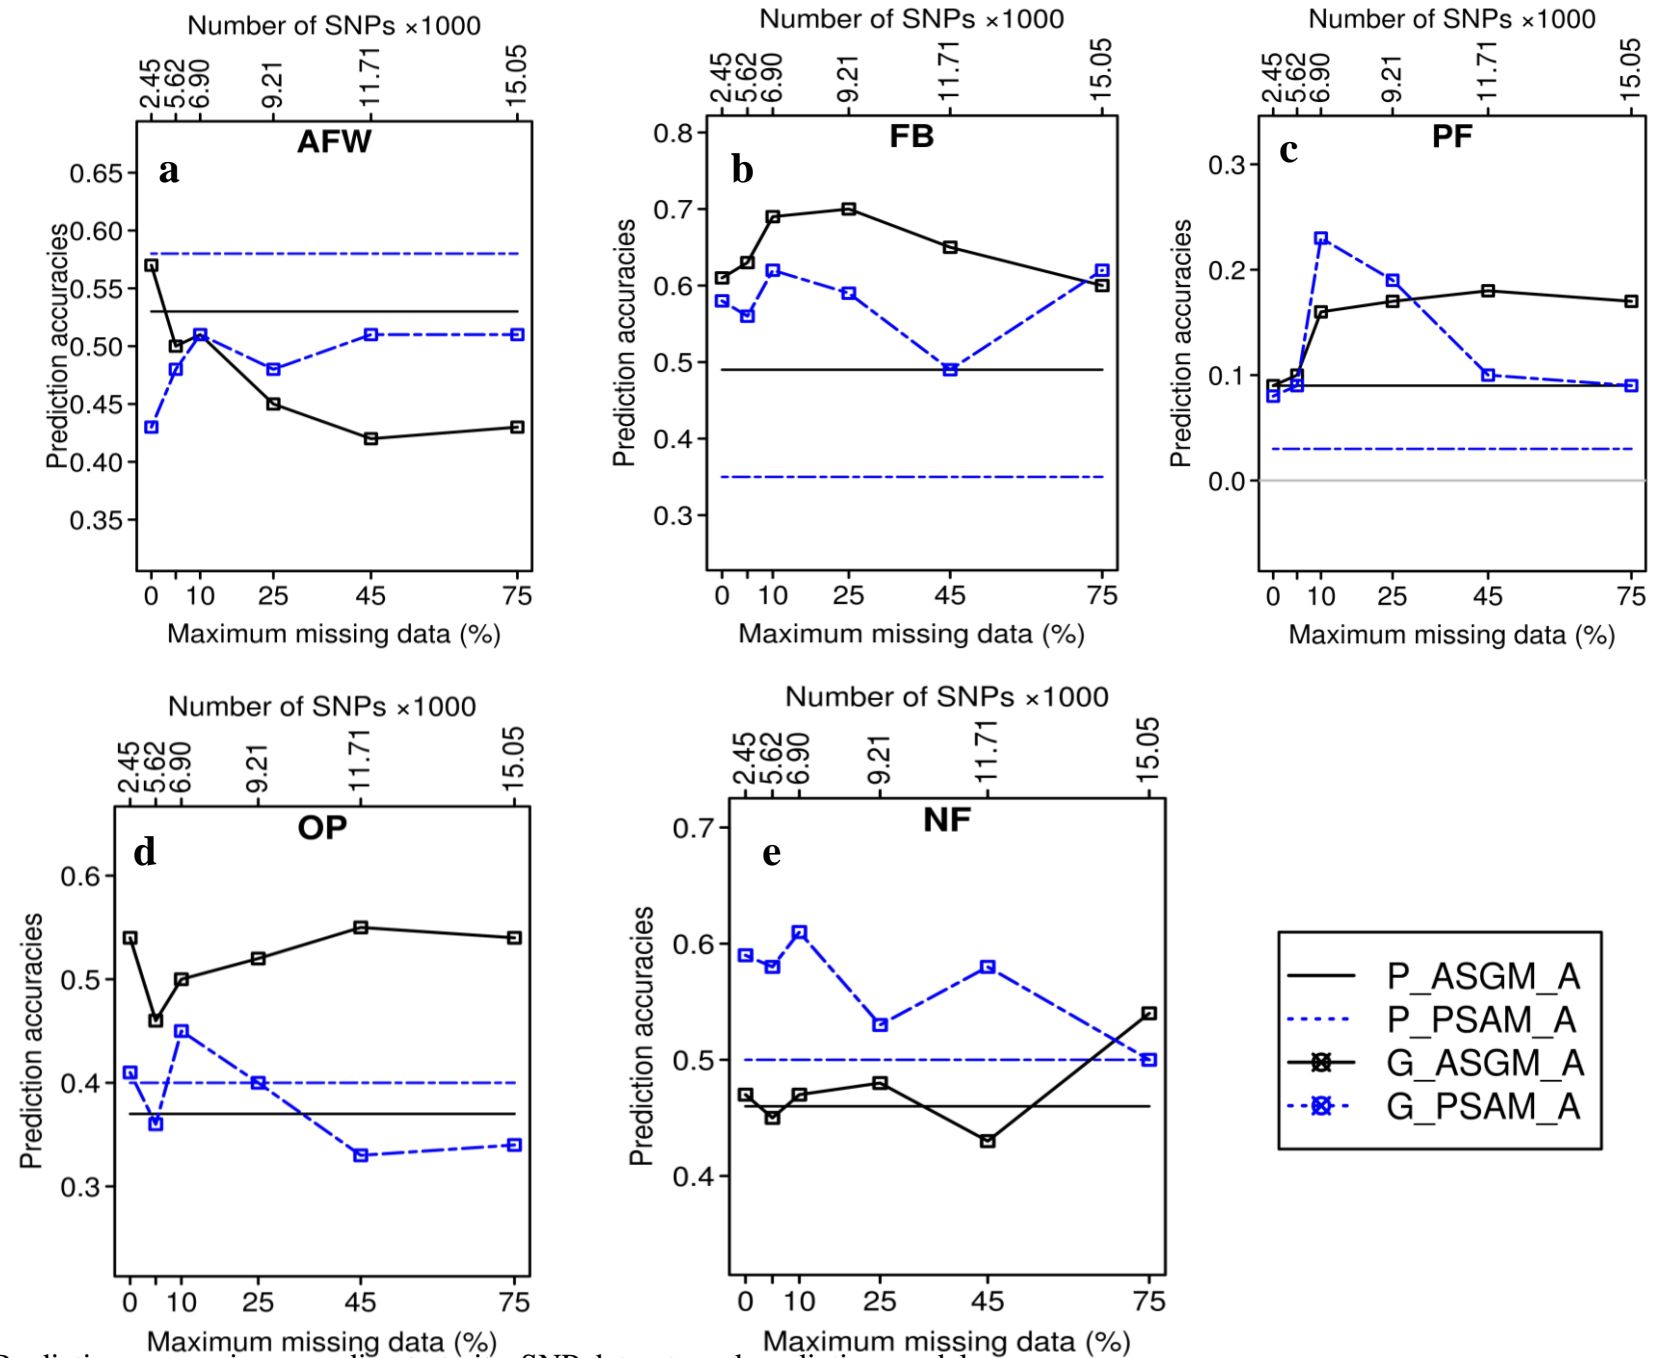 Number of SNPs ×1000
2.45 5.62 6.90 9.21 11.71 15.05
AFW
a
Prediction accuracies
0.65
0.60
0.55
0.50
0.45
0.40
0.35
0 10 25 45 75
Maximum missing data (%)
Number of SNPs ×1000
2.45 5.62 6.90 9.21 11.71 15.05
FB
b
Prediction accuracies
0.8
0.7
0.6
0.5
0.4
0.3
0 10 25 45 75
Maximum missing data (%)
Number of SNPs ×1000
2.45 5.62 6.90 9.21 11.71 15.05
PF
c
Prediction accuracies
0.3
0.2
0.1
0.0
0 10 25 45 75
Maximum missing data (%)
Number of SNPs ×1000
2.45 5.62 6.90 9.21 11.71 15.05
OP
d
Prediction accuracies
0.6
0.5
0.4
0.3
0 10 25 45 75
Maximum missing data (%)
Number of SNPs ×1000
2.45 5.62 6.90 9.21 11.71 15.05
NF
e
Prediction accuracies
0.7
0.6
0.5
0.4
0 10 25 45 75
Maximum missing data (%)
P_ASGM_A
P_PSAM_A
G_ASGM_A
G_PSAM_A